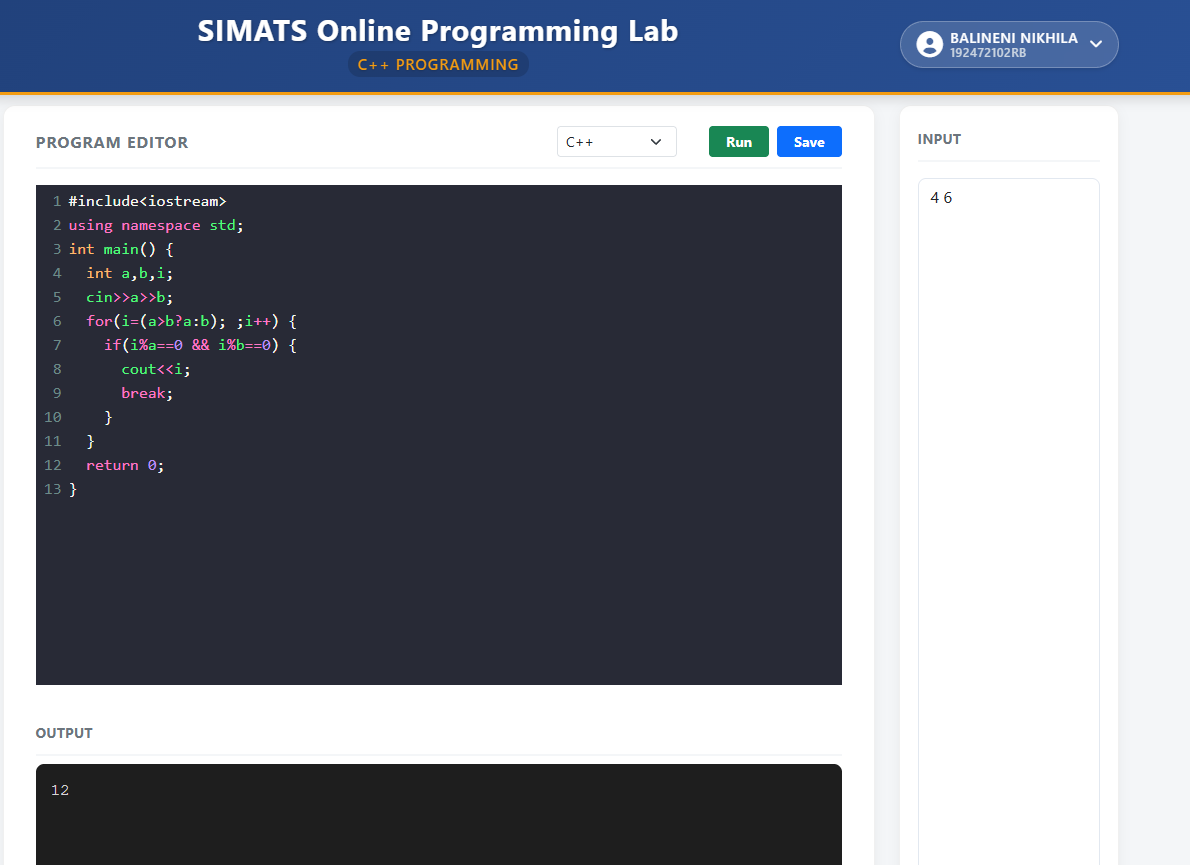 SIMATS Online Programming Lab
C++ PROGRAMMING
BALINENI NIKHILA
192472102RB
PROGRAM EDITOR
C++
Run
Save
1 #include<iostream>
2 using namespace std;
3 int main() {
4   int a,b,i;
5   cin>>a>>b;
6   for(i=(a>b?a:b); ;i++) {
7     if(i%a==0 && i%b==0) {
8       cout<<i;
9       break;
10     }
11   }
12   return 0;
13 }
OUTPUT
12
INPUT
4 6